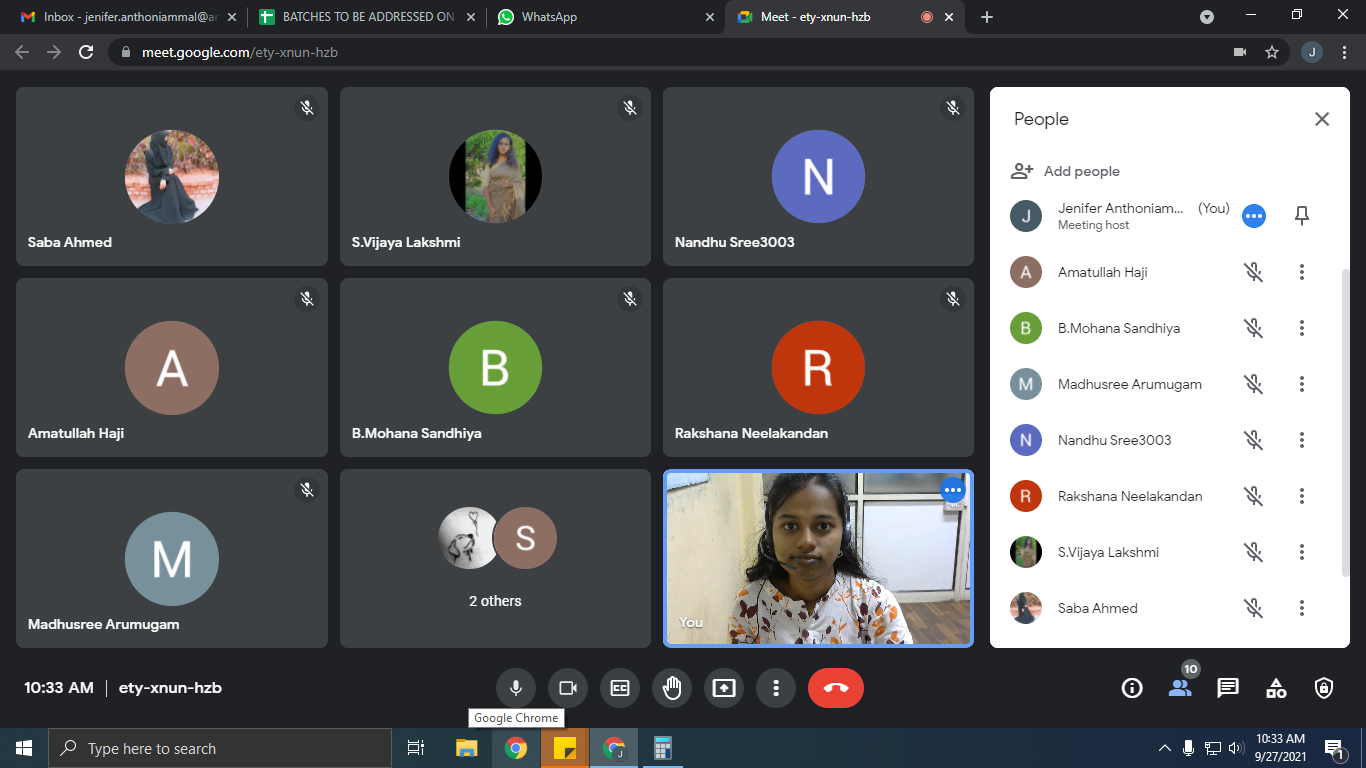 Inbox - jenifer.anthoniammal@ar
BATCHES TO BE ADDRESSED ON
WhatsApp
Meet - ety-xnun-hzb
meet.google.com/ety-xnun-hzb
J
Saba Ahmed
S.Vijaya Lakshmi
N
Nandhu Sree3003
A
Amatullah Haji
B
B.Mohana Sandhiya
R
Rakshana Neelakandan
M
Madhusree Arumugam
S
2 others
You
People
Add people
J
Jenifer Anthoniam... (You)
Meeting host
A Amatullah Haji
B B.Mohana Sandhiya
M Madhusree Arumugam
N Nandhu Sree3003
R Rakshana Neelakandan
S.Vijaya Lakshmi
Saba Ahmed
10:33 AM | ety-xnun-hzb
CC
10
Google Chrome
Type here to search
J
10:33 AM
9/27/2021
1